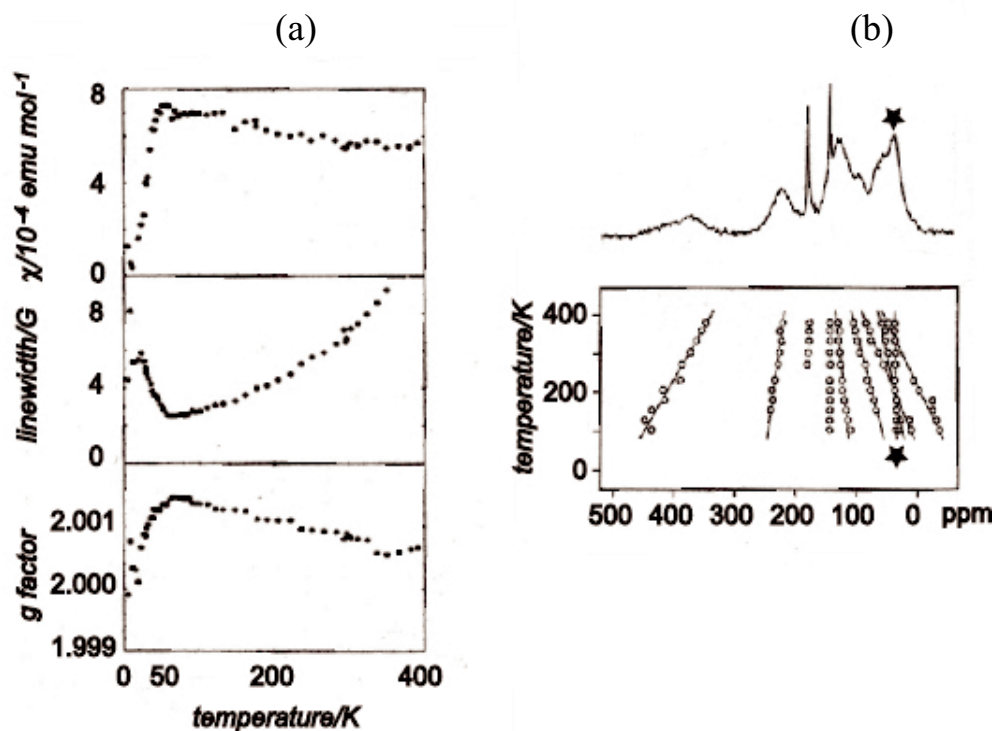 (a)
(b)
χ/10⁻⁴ emu mol⁻¹
8
4
0
linewidth/G
8
4
0
g factor
2.001
2.000
1.999
0 50 200 400
temperature/K
temperature/K
400
200
0
500 400 300 200 100 0 ppm